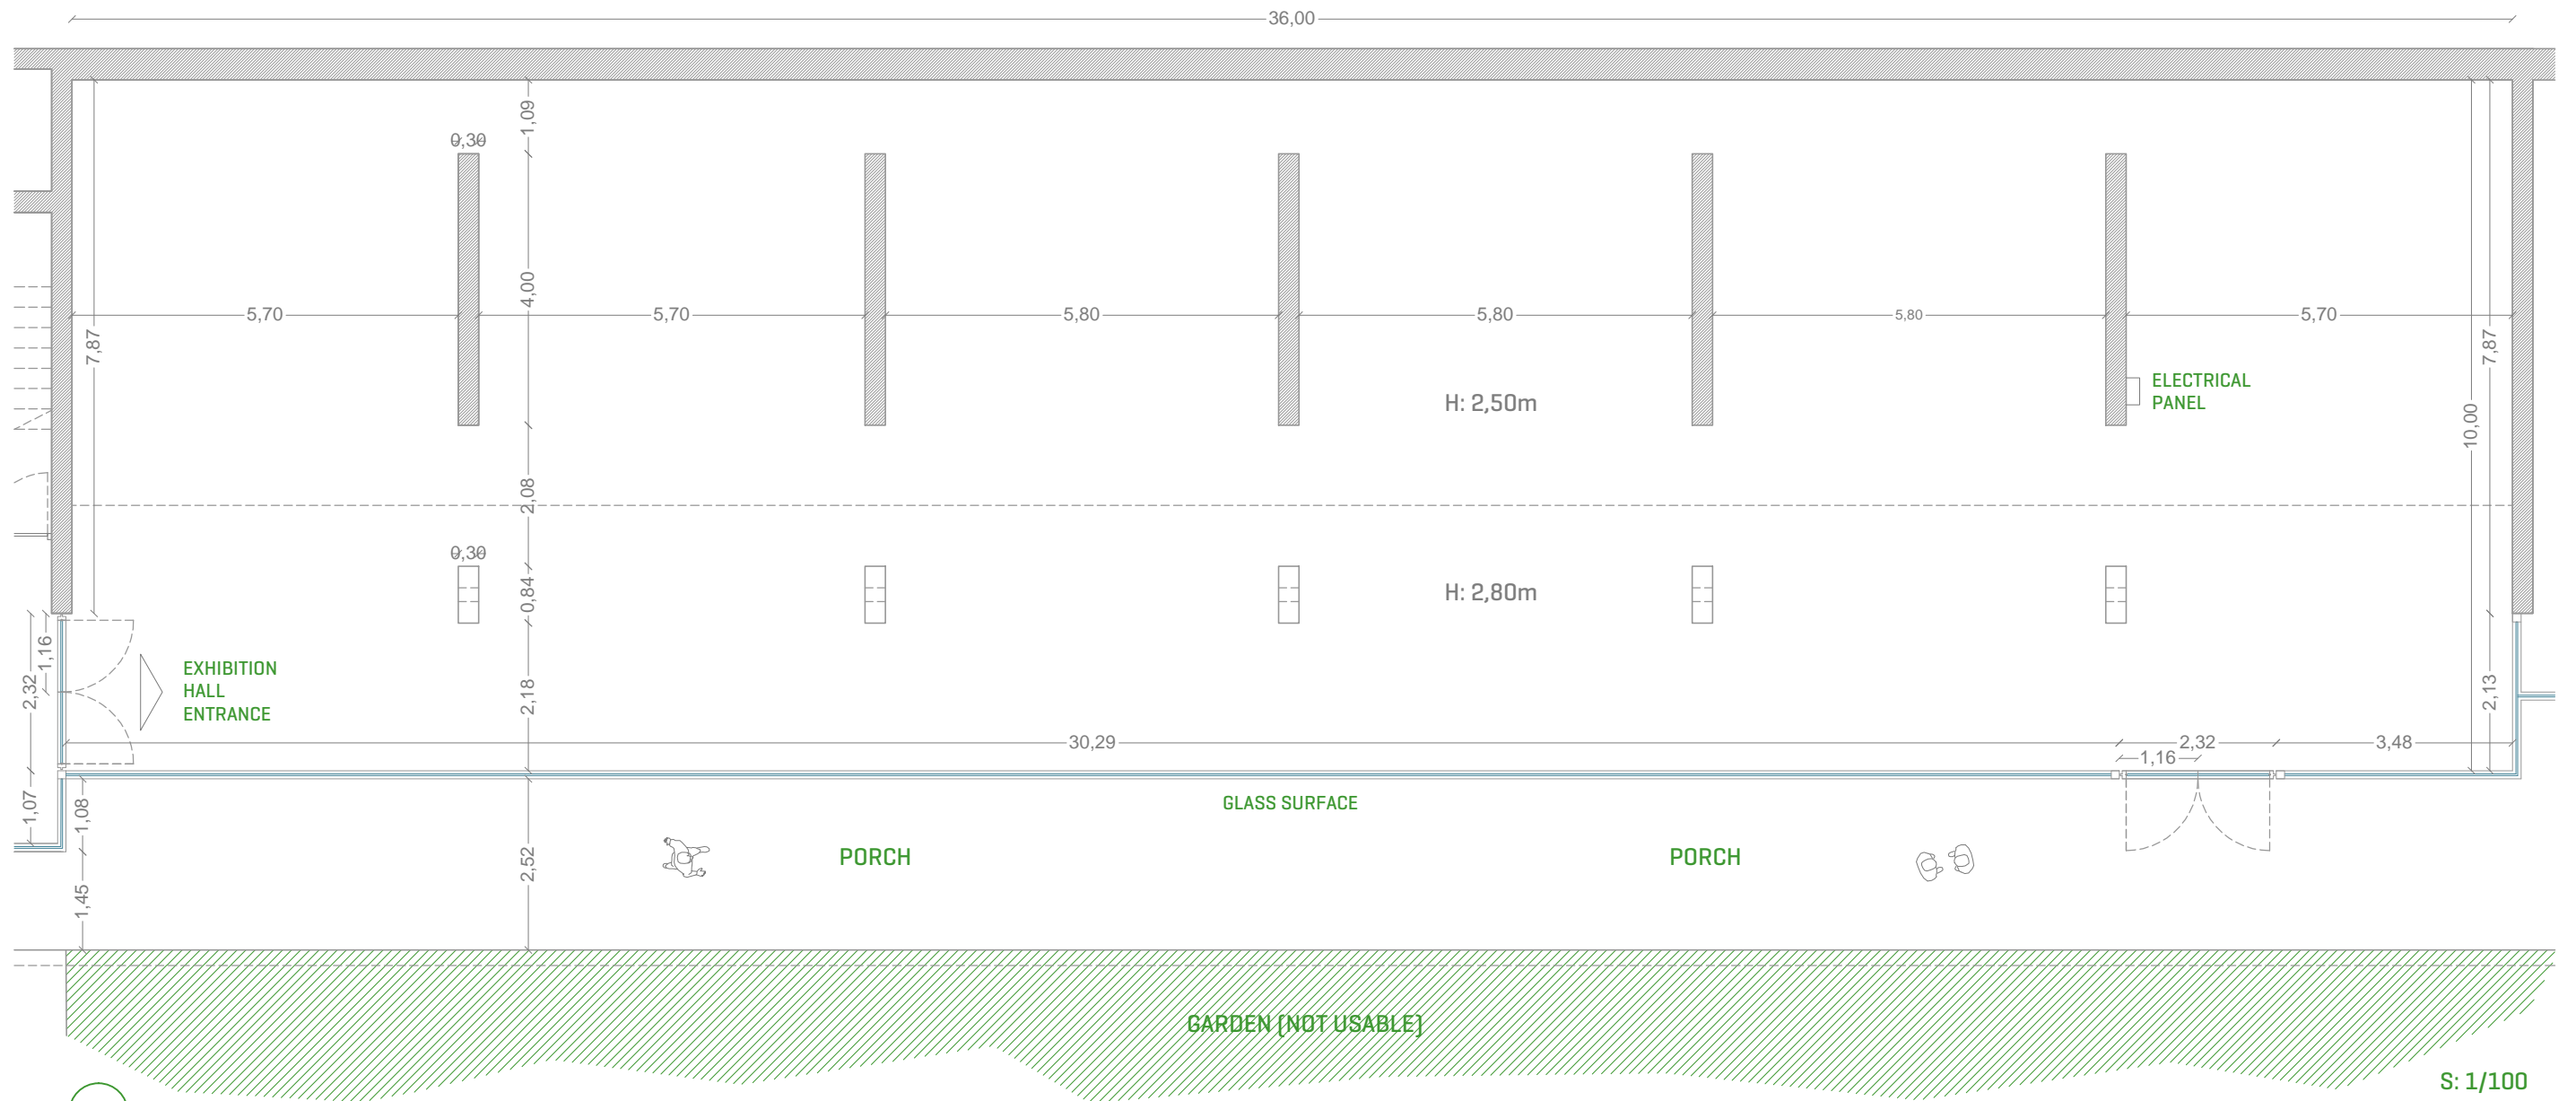 36,00
1,09
0,30
4,00
5,70
5,70
5,80
5,80
5,80
5,70
7,87
7,87
ELECTRICAL
PANEL
H: 2,50m
10,00
2,08
0,30
0,84
H: 2,80m
1,16
2,32
EXHIBITION
HALL
ENTRANCE
2,18
2,13
30,29
2,32
3,48
1,16
1,07
1,08
GLASS SURFACE
2,52
PORCH
PORCH
1,45
GARDEN [NOT USABLE]
S: 1/100